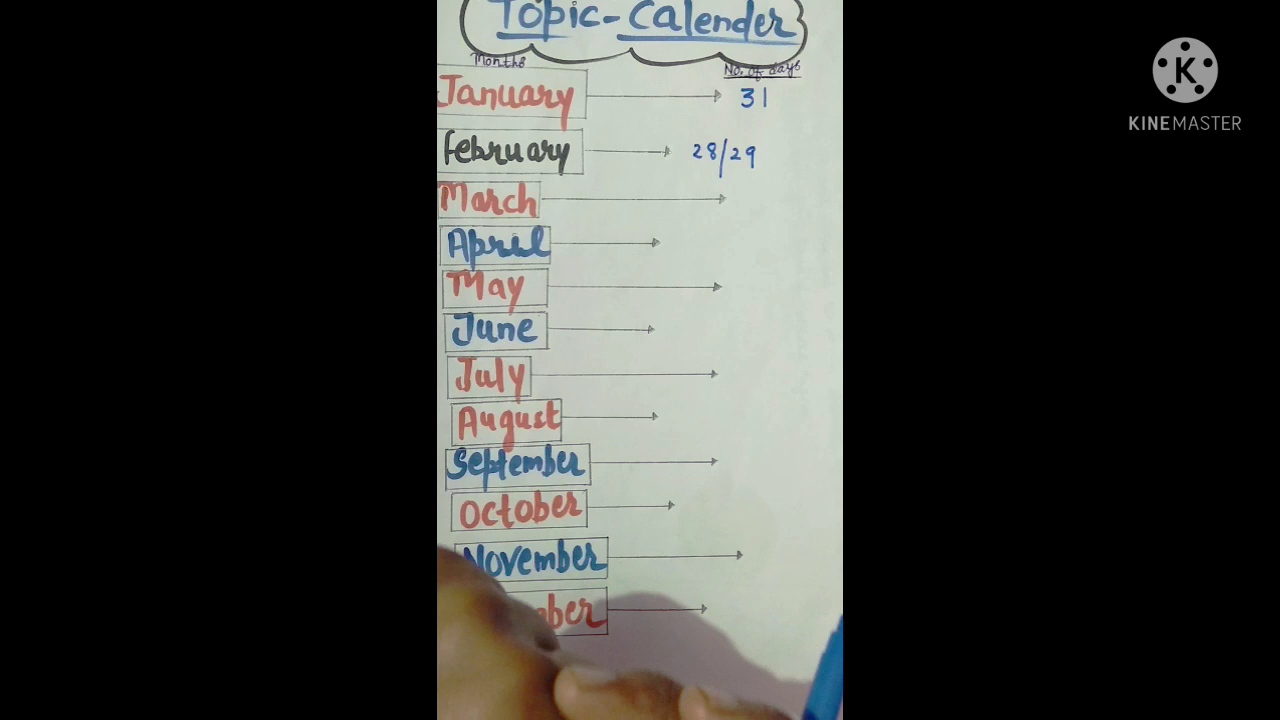 Topic-Calender
Months No. of days
January 31
february 28/29
March
April
May
June
July
August
September
October
November
ber
KINEMASTER